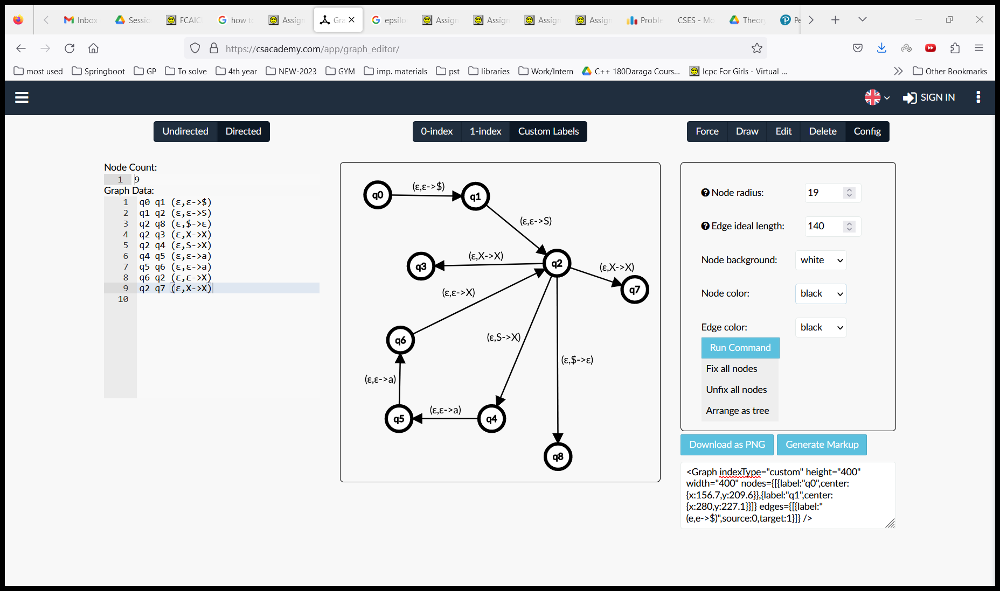 Inbox
Sessio
FCAIC
how to
Assign
Gra
epsilo
Assign
Assign
Assign
Assign
Proble
CSES - Mo
Theory
Pe
https://csacademy.com/app/graph_editor/
most used
Springboot
GP
To solve
4th year
NEW-2023
GYM
imp. materials
pst
libraries
Work/Intern
C++ 180Daraga Cours...
Icpc For Girls - Virtual ...
Other Bookmarks
SIGN IN
Undirected Directed
0-index 1-index Custom Labels
Force Draw Edit Delete Config
Node Count:
1 9
Graph Data:
1 q0 q1 (ε,ε->$)
2 q1 q2 (ε,ε->S)
3 q2 q8 (ε,$->ε)
4 q2 q3 (ε,X->X)
5 q2 q4 (ε,S->X)
6 q4 q5 (ε,ε->a)
7 q5 q6 (ε,ε->a)
8 q6 q2 (ε,ε->X)
9 q2 q7 (ε,X->X)
10
q0
(ε,ε->$)
q1
(ε,ε->S)
q3
(ε,X->X)
q2
(ε,X->X)
q7
(ε,ε->X)
q6
(ε,S->X)
(ε,$->ε)
(ε,ε->a)
q5
(ε,ε->a)
q4
q8
Node radius: 19
Edge ideal length: 140
Node background: white
Node color: black
Edge color: black
Run Command
Fix all nodes
Unfix all nodes
Arrange as tree
Download as PNG
Generate Markup
<Graph indexType="custom" height="400"
width="400" nodes={[{label:"q0",center:
{x:156.7,y:209.6}},{label:"q1",center:
{x:280,y:227.1}}]} edges={[{label:"
(e,e->$)",source:0,target:1}]} />